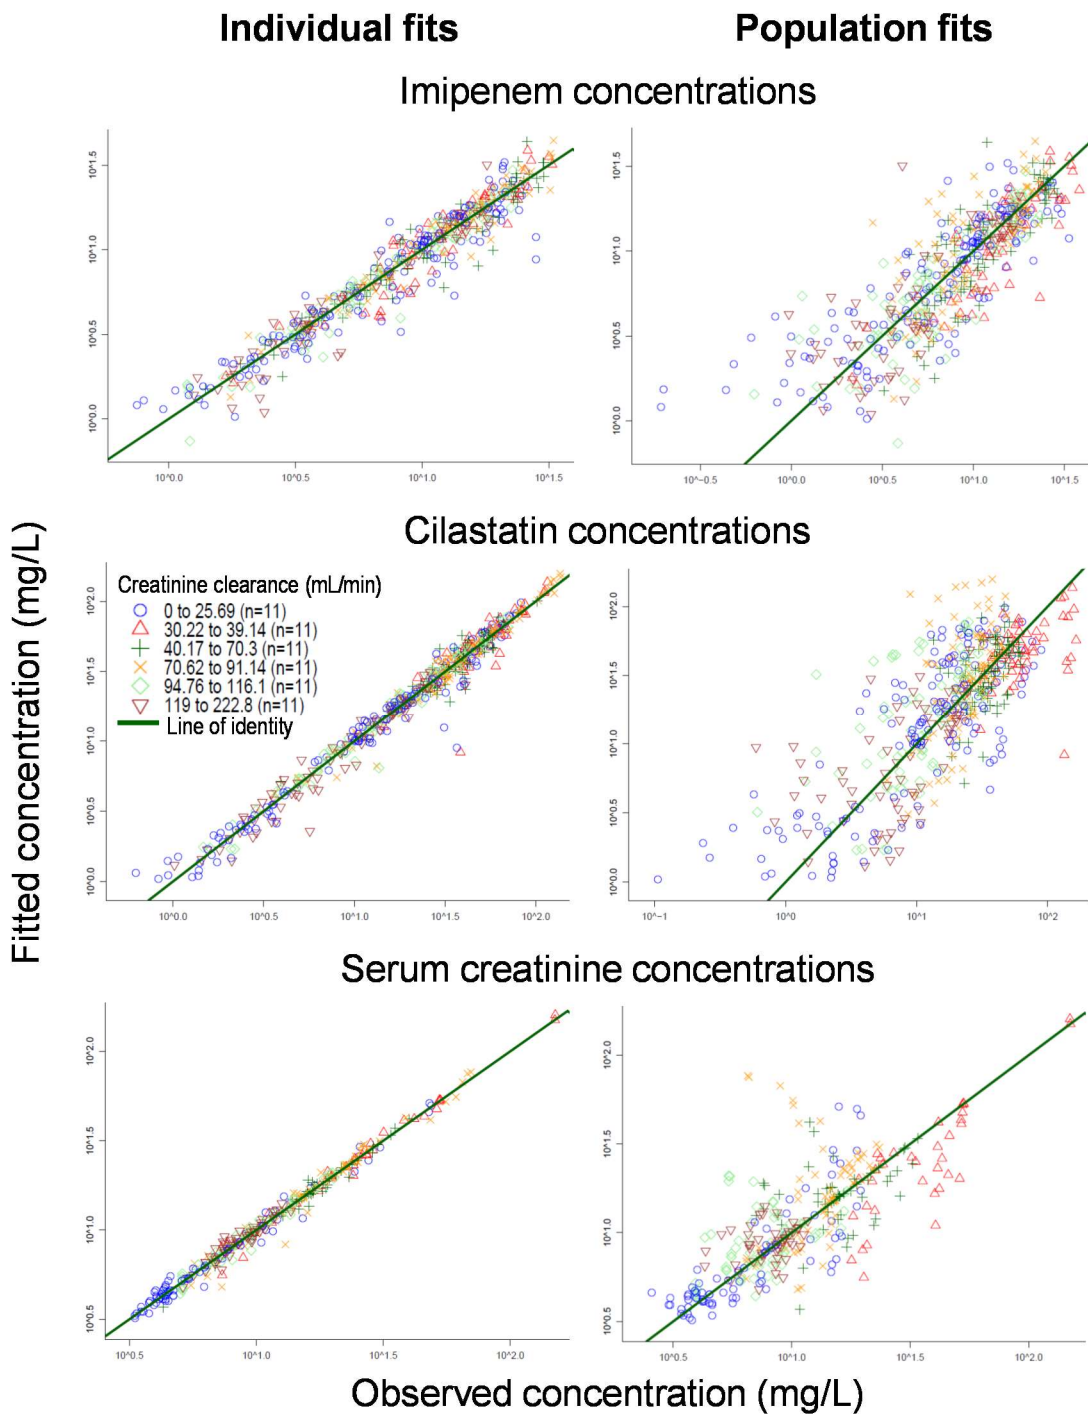 Individual fits
Population fits
Imipenem concentrations
10^1.5
10^1.0
10^0.5
10^0.0
10^0.0 10^0.5 10^1.0 10^1.5
10^1.5
10^1.0
10^0.5
10^0.0
10^-0.5 10^0.0 10^0.5 10^1.0 10^1.5
Fitted concentration (mg/L)
Cilastatin concentrations
Creatinine clearance (mL/min)
0 to 25.69 (n=11)
30.22 to 39.14 (n=11)
40.17 to 70.3 (n=11)
70.62 to 91.14 (n=11)
94.76 to 116.1 (n=11)
119 to 222.8 (n=11)
Line of identity
10^2.0
10^1.5
10^1.0
10^0.5
10^0.0
10^0.0 10^0.5 10^1.0 10^1.5 10^2.0
10^2.0
10^1.5
10^1.0
10^0.5
10^0.0
10^-1 10^0 10^1 10^2
Serum creatinine concentrations
10^2.0
10^1.5
10^1.0
10^0.5
10^0.5 10^1.0 10^1.5 10^2.0
10^2.0
10^1.5
10^1.0
10^0.5
10^0.5 10^1.0 10^1.5 10^2.0
Observed concentration (mg/L)